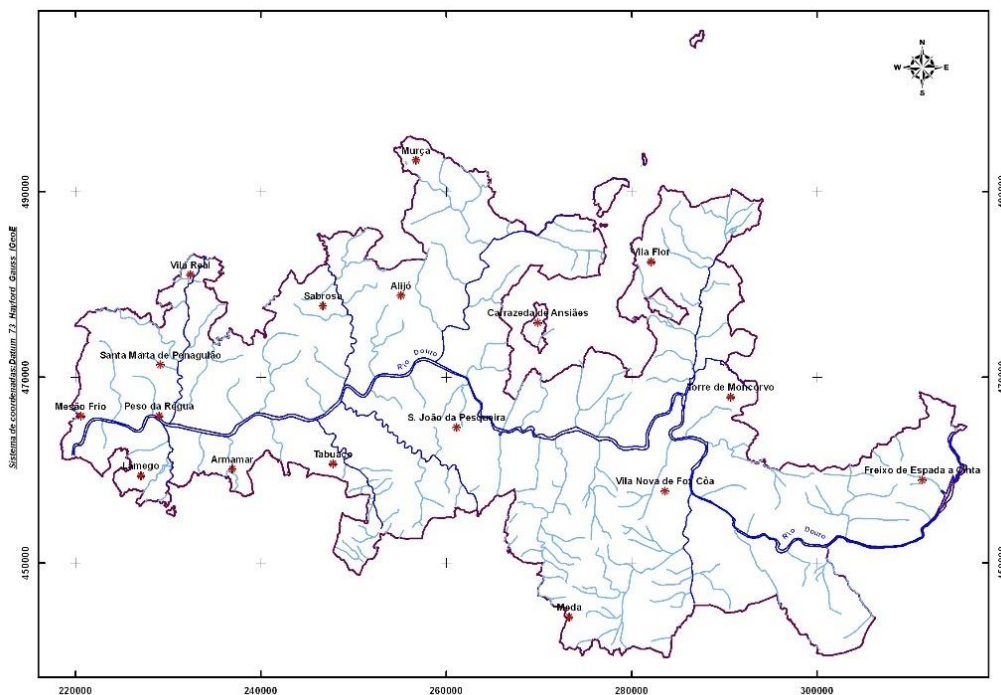 N
W E
S
Murça
490000
490000
Vila Flor
Vila Real
Alijó
Sabrosa
Carrazeda de Ansiães
Rio Douro
Santa Marta de Penaguião
470000
470000
Torre de Moncorvo
Mesão Frio
Peso da Régua
S. João da Pesqueira
Tabuaço
Armamar
Lamego
Freixo de Espada a Cinta
Vila Nova de Foz Côa
Rio Douro
450000
450000
Meda
Sistema de coordenadas:Datum 73 Hayford Gauss IGeoE
220000
240000
260000
280000
300000